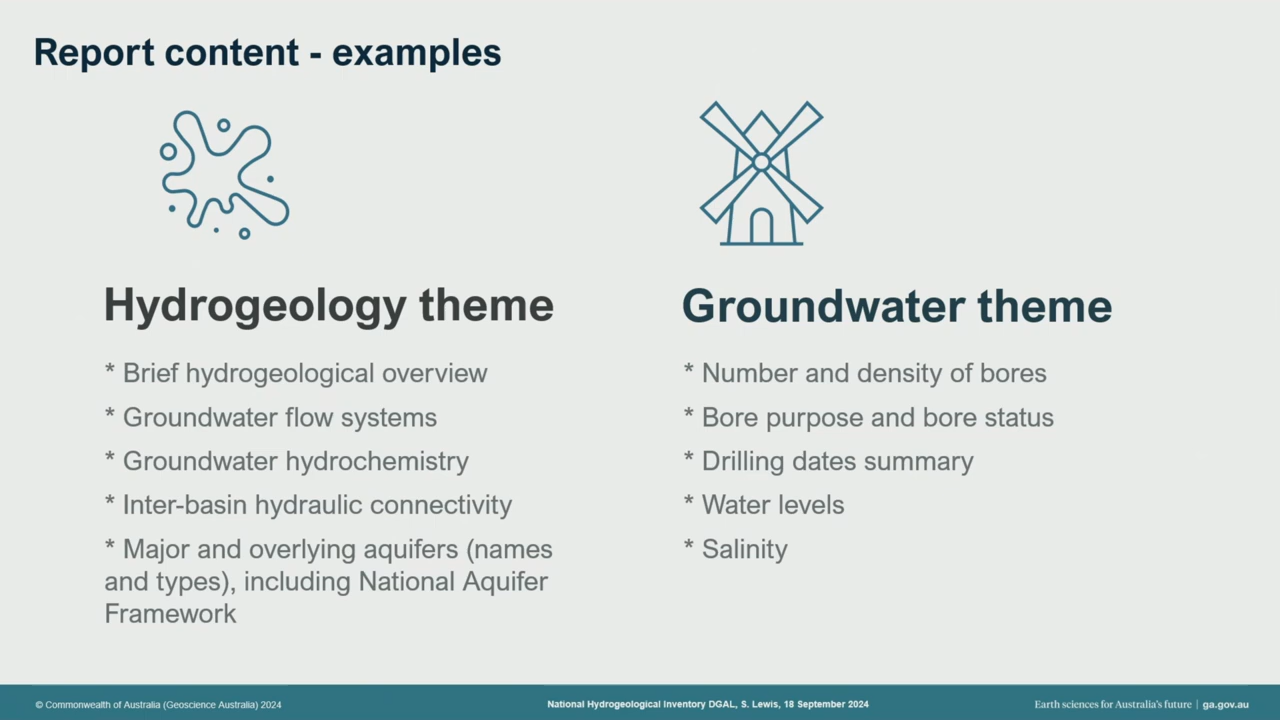 Report content - examples
Hydrogeology theme
* Brief hydrogeological overview
* Groundwater flow systems
* Groundwater hydrochemistry
* Inter-basin hydraulic connectivity
* Major and overlying aquifers (names
and types), including National Aquifer
Framework
Groundwater theme
* Number and density of bores
* Bore purpose and bore status
* Drilling dates summary
* Water levels
* Salinity
© Commonwealth of Australia (Geoscience Australia) 2024
National Hydrogeological Inventory DGAL, S. Lewis, 18 September 2024
Earth sciences for Australia's future | ga.gov.au